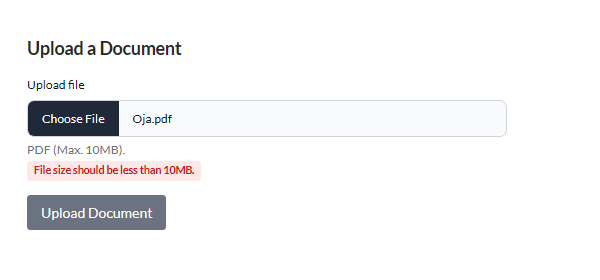 Upload a Document
Upload file
Choose File Oja.pdf
PDF (Max. 10MB).
File size should be less than 10MB.
Upload Document